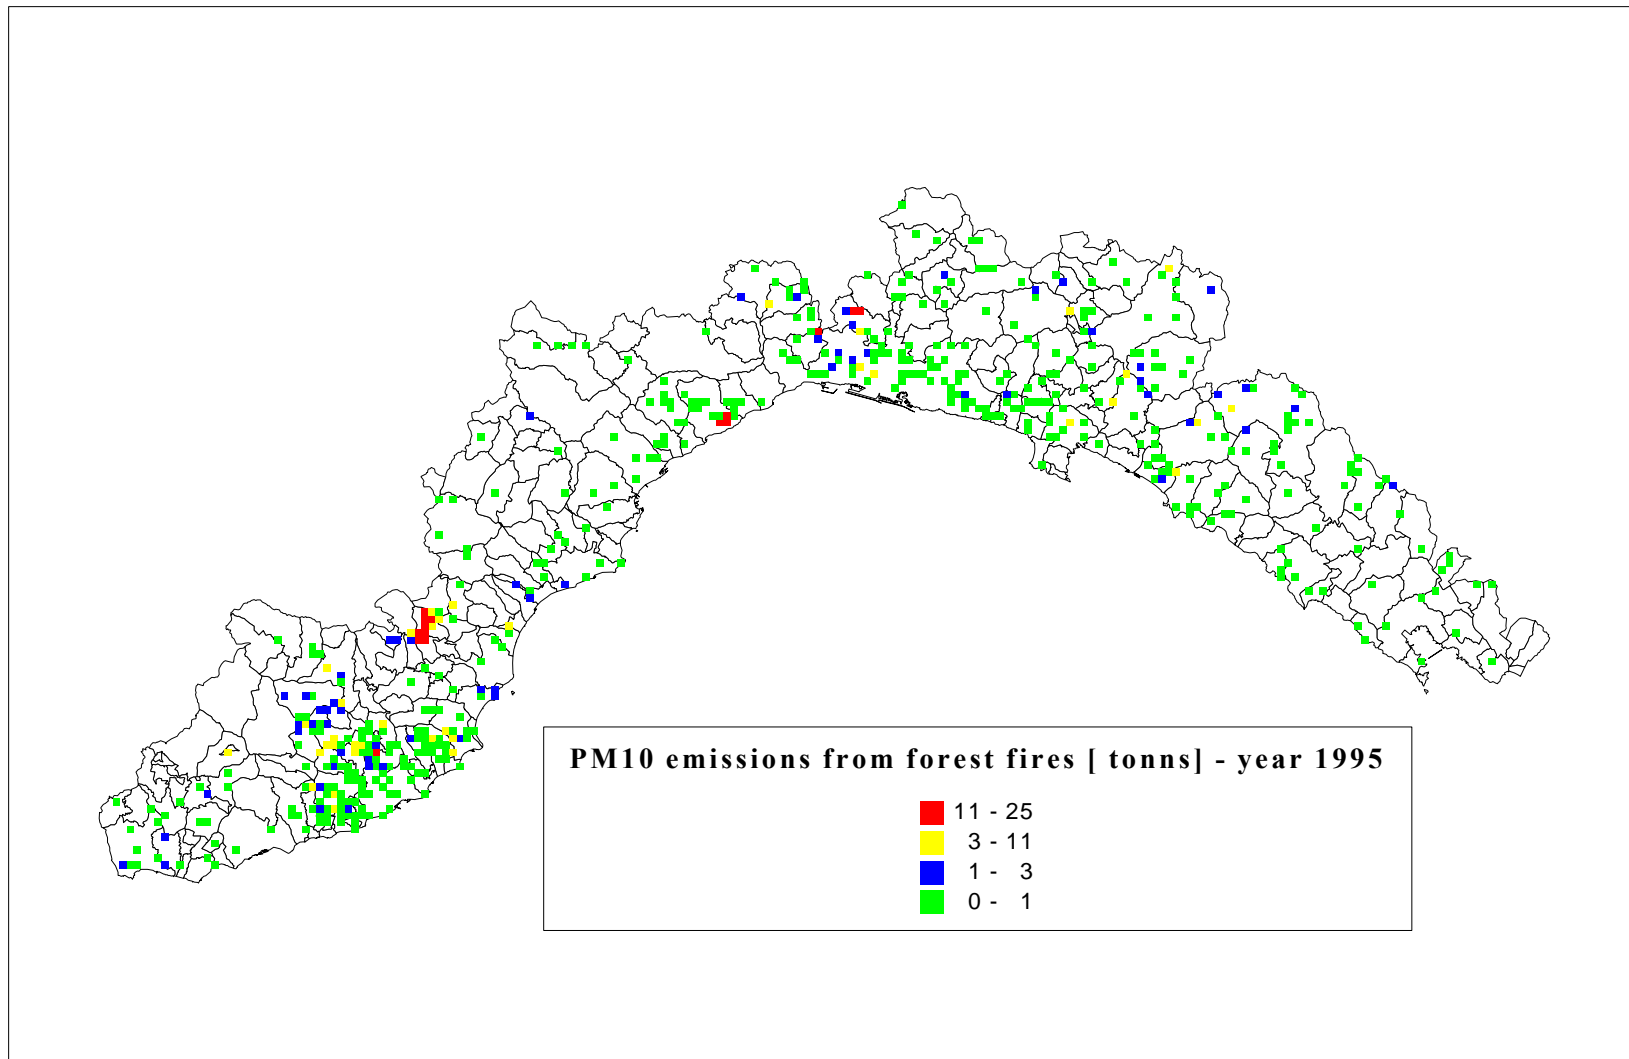 PM10 emissions from forest fires [ tonns] - year 1995
11 - 25
3 - 11
1 - 3
0 - 1